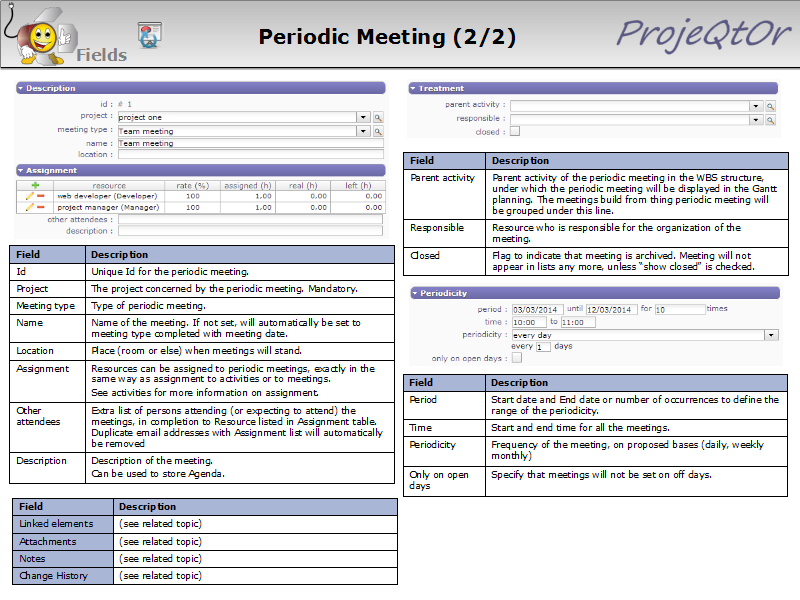 Fields
Periodic Meeting (2/2)
ProjeQtOr
Description
id : # 1
project : project one
meeting type : Team meeting
name : Team meeting
location :
Assignment
resource rate (%) assigned (h) real (h) left (h)
web developer (Developer) 100 1.00 0.00 0.00
project manager (Manager) 100 1.00 0.00 0.00
other attendees :
description :
Field Description
Id Unique Id for the periodic meeting.
Project The project concerned by the periodic meeting. Mandatory.
Meeting type Type of periodic meeting.
Name Name of the meeting. If not set, will automatically be set to
meeting type completed with meeting date.
Location Place (room or else) when meetings will stand.
Assignment Resources can be assigned to periodic meetings, exactly in the
same way as assignment to activities or to meetings.
See activities for more information on assignment.
Other Extra list of persons attending (or expecting to attend) the
attendees meetings, in completion to Resource listed in Assignment table.
Duplicate email addresses with Assignment list will automatically
be removed
Description Description of the meeting.
Can be used to store Agenda.
Field Description
Linked elements (see related topic)
Attachments (see related topic)
Notes (see related topic)
Change History (see related topic)
Treatment
parent activity :
responsible :
closed :
Field Description
Parent activity Parent activity of the periodic meeting in the WBS structure,
under which the periodic meeting will be displayed in the Gantt
planning. The meetings build from thing periodic meeting will
be grouped under this line.
Responsible Resource who is responsible for the organization of the
meeting.
Closed Flag to indicate that meeting is archived. Meeting will not
appear in lists any more, unless “show closed” is checked.
Periodicity
period : 03/03/2014 until 12/03/2014 for 10 times
time : 10:00 to 11:00
periodicity : every day
every 1 days
only on open days :
Field Description
Period Start date and End date or number of occurrences to define the
range of the periodicity.
Time Start and end time for all the meetings.
Periodicity Frequency of the meeting, on proposed bases (daily, weekly
monthly)
Only on open Specify that meetings will not be set on off days.
days